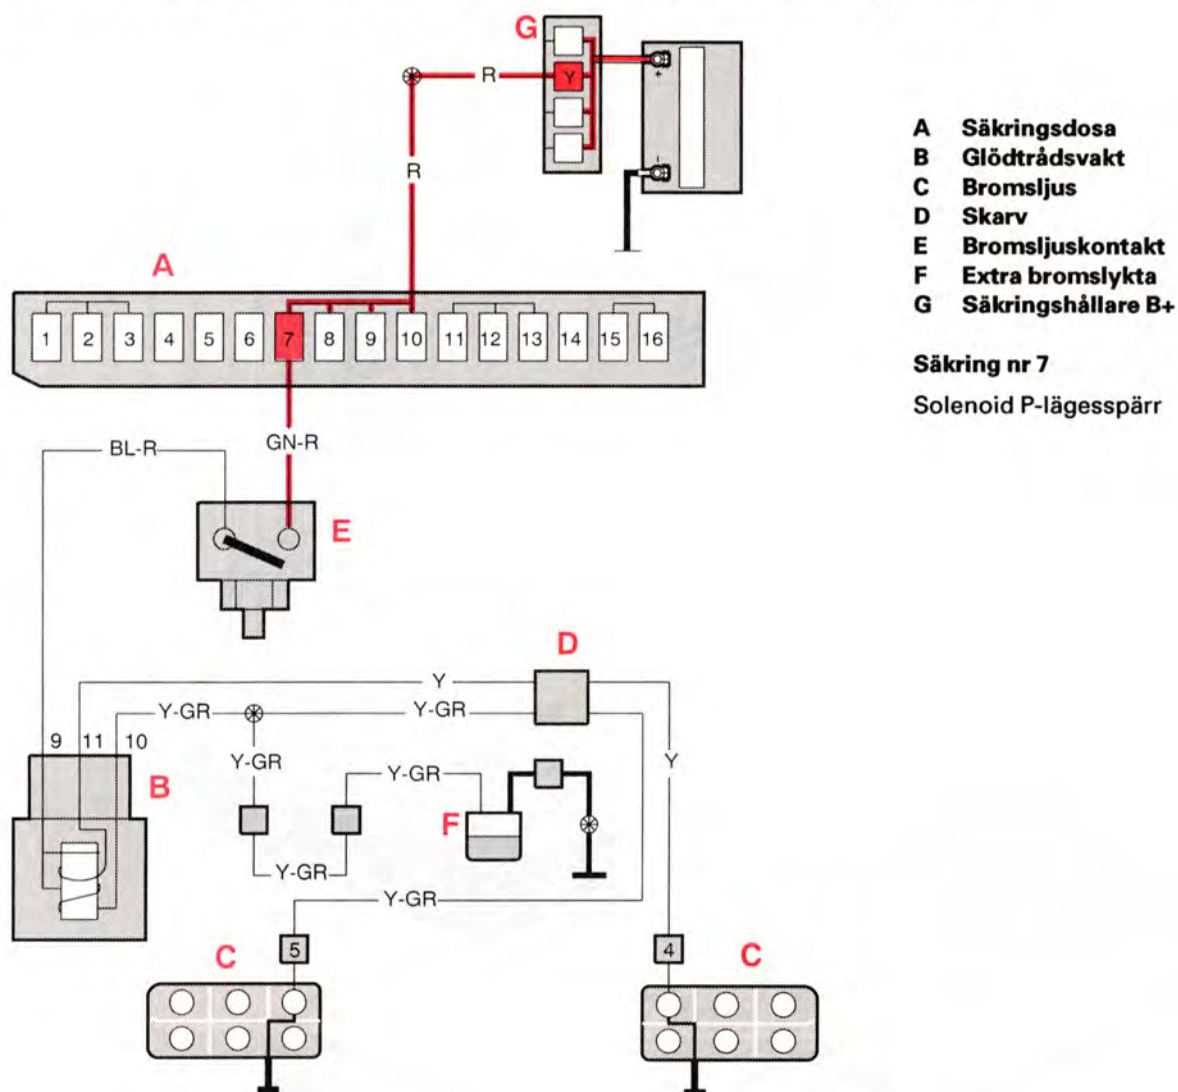 G
Y
+
–
R
R
A Säkringsdosa
B Glödtrådsvakt
C Bromsljus
D Skarv
E Bromsljuskontakt
F Extra bromslykta
G Säkringshållare B+
Säkring nr 7
Solenoid P-lägesspärr
A
1 2 3 4 5 6 7 8 9 10 11 12 13 14 15 16
GN-R
BL-R
E
D
Y
Y-GR Y-GR
9 11 10
Y-GR
Y
B
Y-GR
F
Y-GR
Y-GR
5
4
C
C